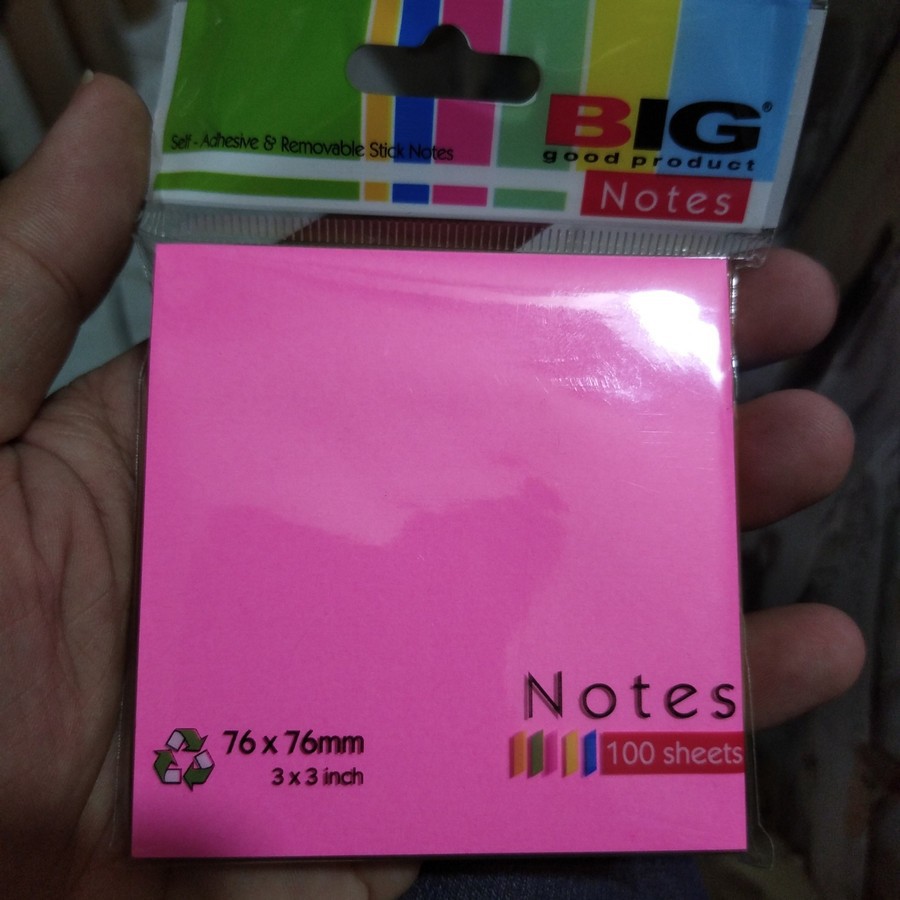 Self - Adhesive & Removable Stick Notes
BIG®
good product
Notes
Notes
100 sheets
76 x 76mm
3 x 3 inch